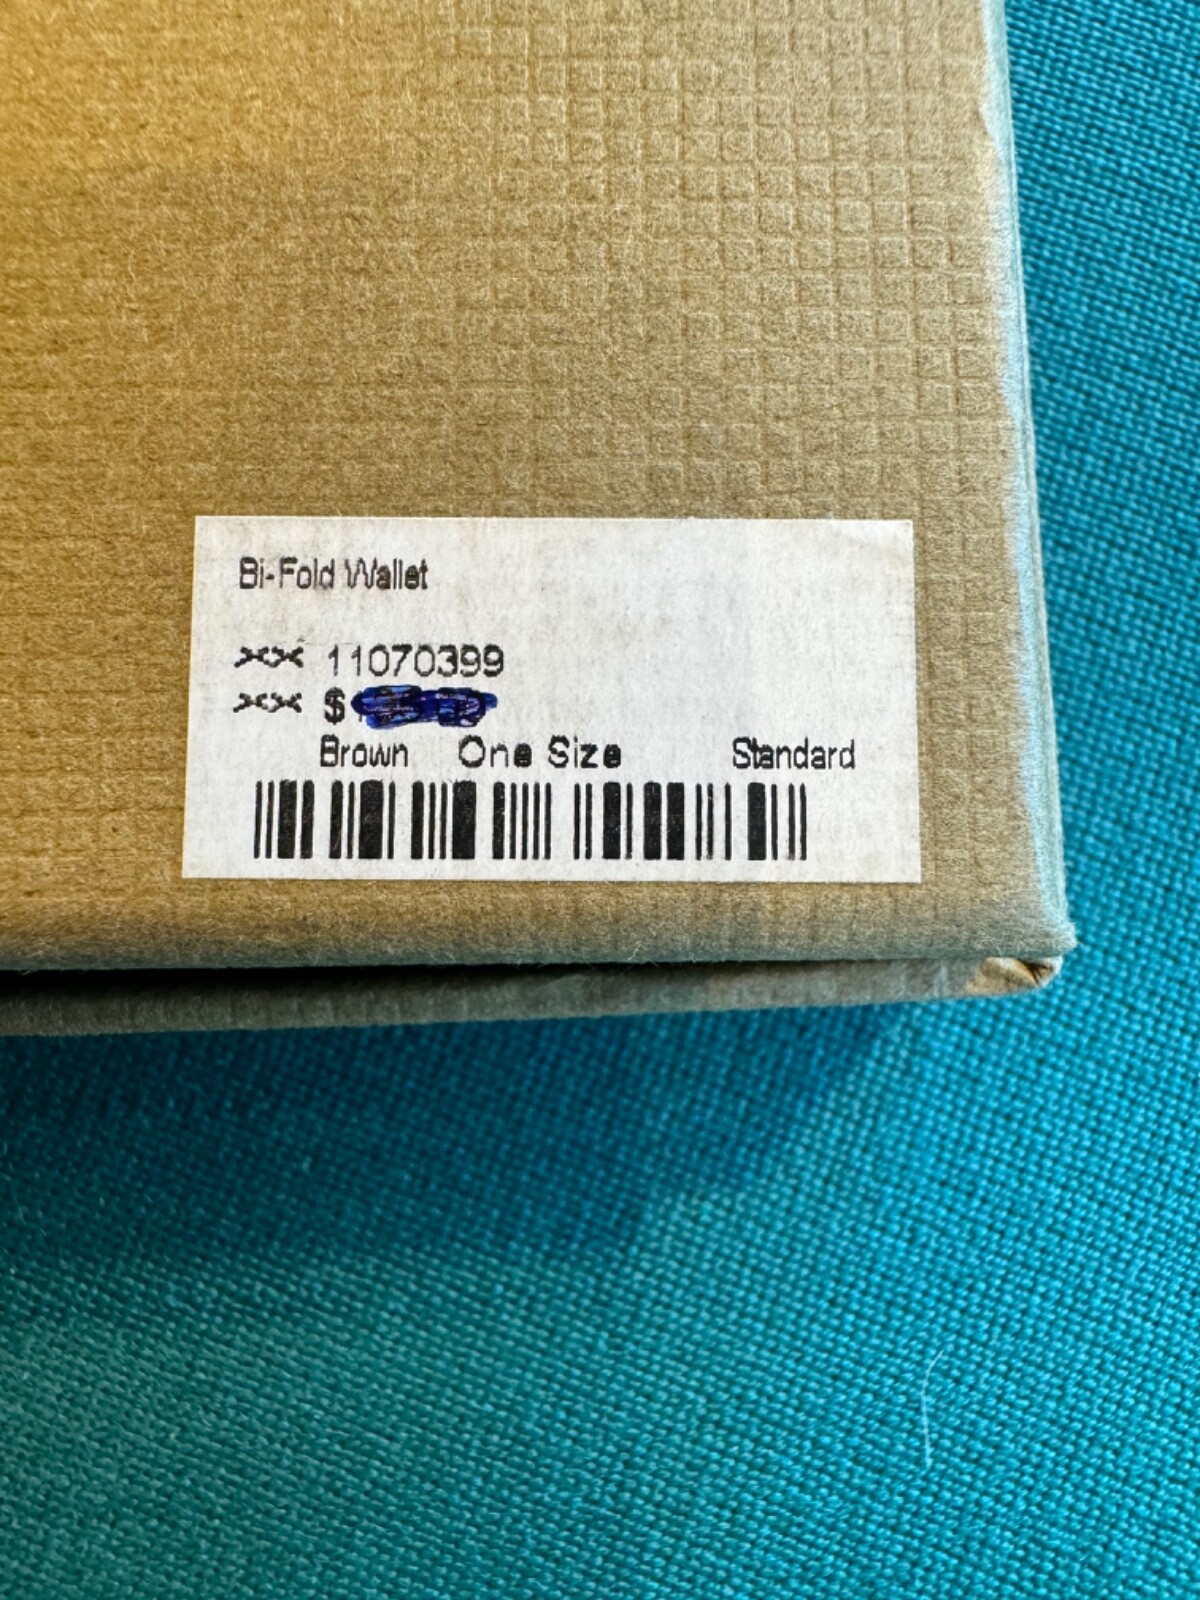 Bi-Fold Wallet
11070399
$
Brown One Size Standard